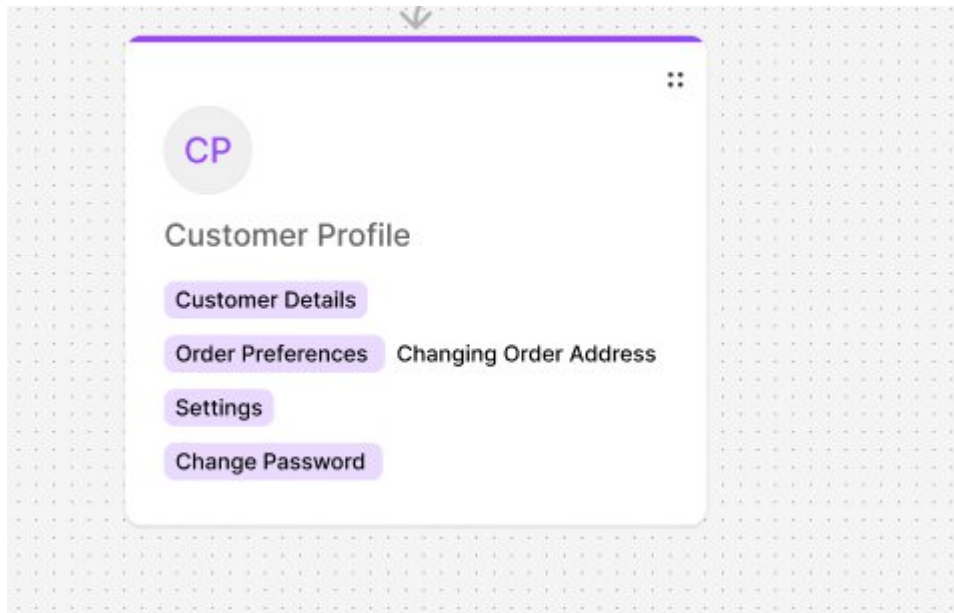 CP
Customer Profile
Customer Details
Order Preferences Changing Order Address
Settings
Change Password